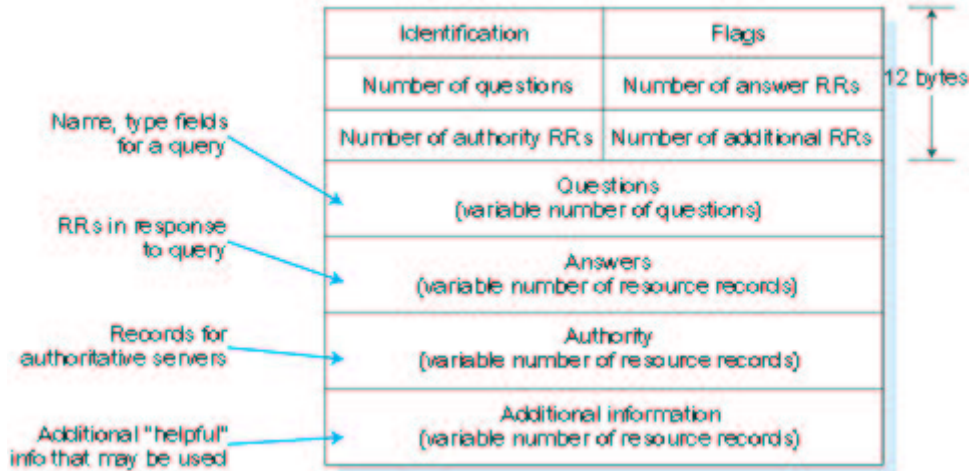 Identification
Flags
12 bytes
Number of questions
Number of answer RRs
Number of authority RRs
Number of additional RRs
Name, type fields
for a query
Questions
(variable number of questions)
RRs in response
to query
Answers
(variable number of resource records)
Records for
authoritative servers
Authority
(variable number of resource records)
Additional "helpful"
info that may be used
Additional information
(variable number of resource records)